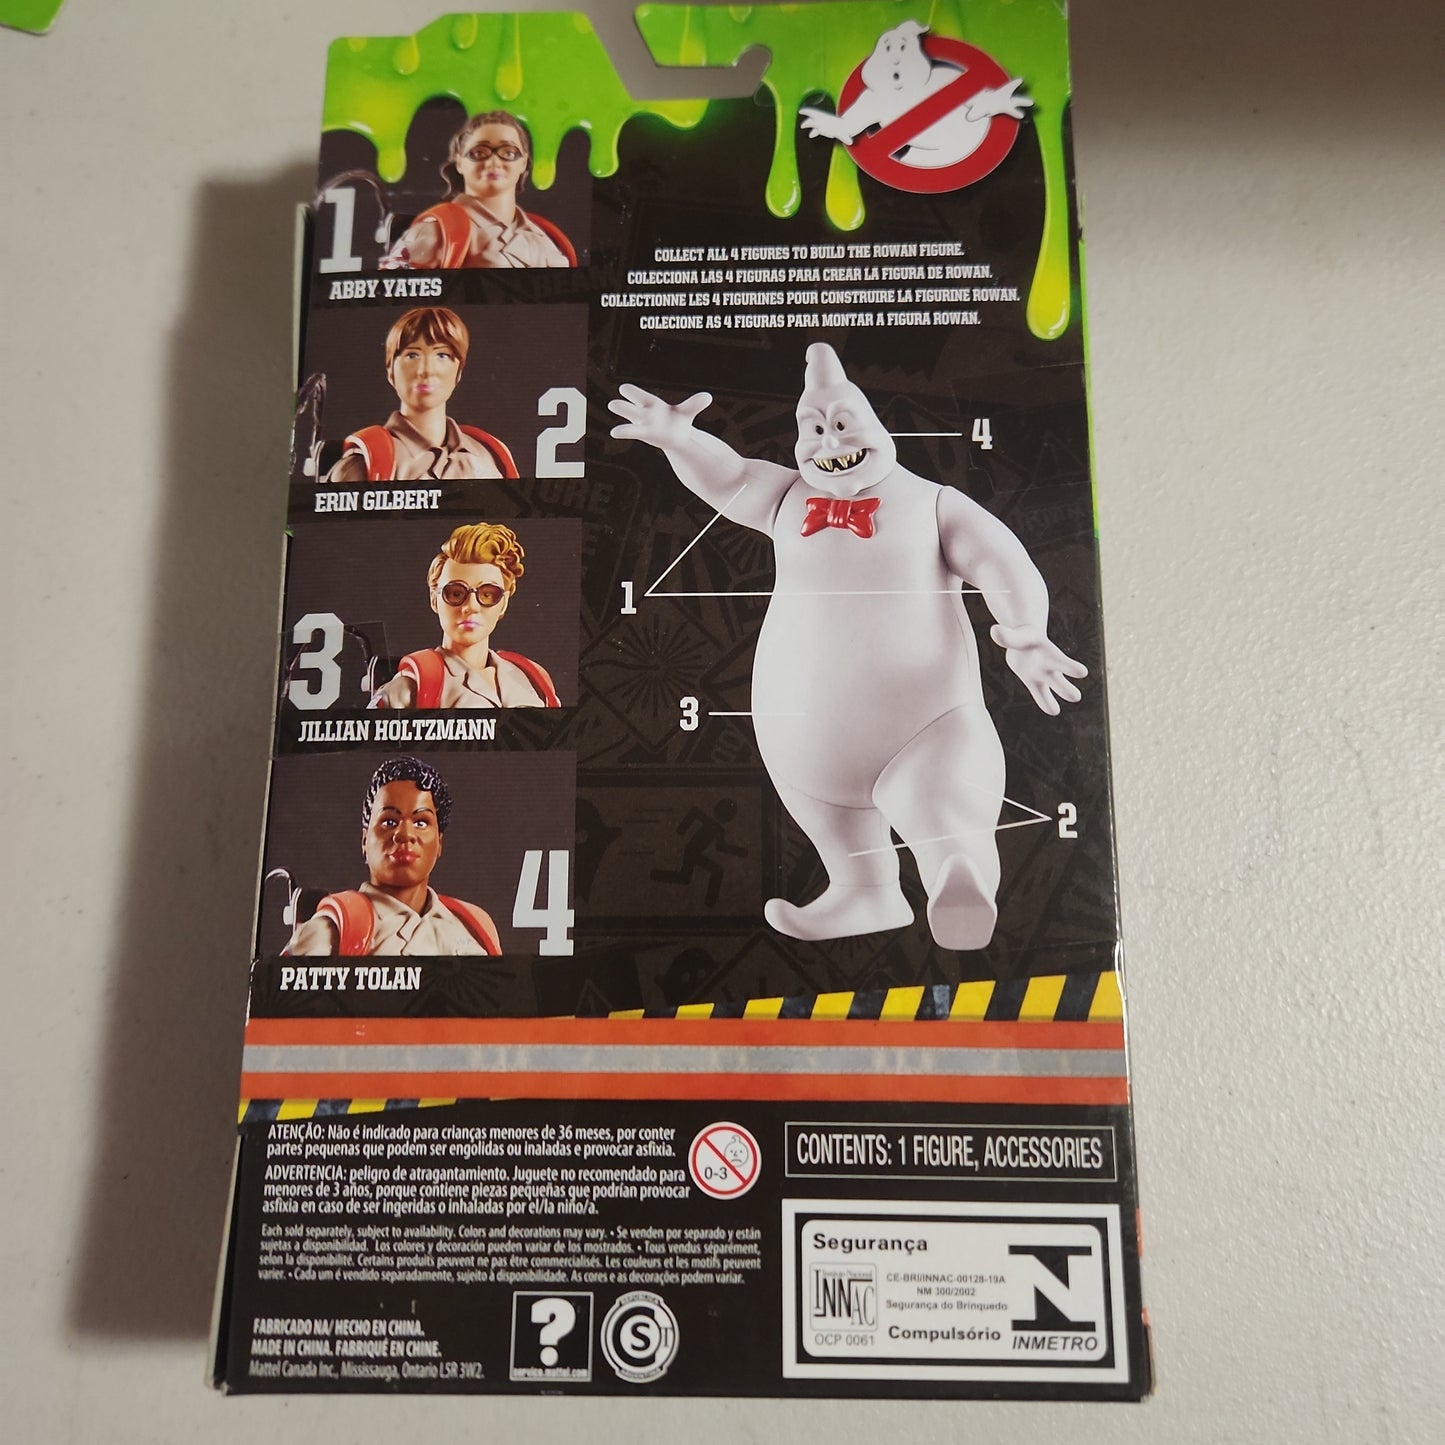 1
ABBY YATES
2
ERIN GILBERT
3
JILLIAN HOLTZMANN
4
PATTY TOLAN
COLLECT ALL 4 FIGURES TO BUILD THE ROWAN FIGURE.
COLECCIONA LAS 4 FIGURAS PARA CREAR LA FIGURA DE ROWAN.
COLLECTIONNE LES 4 FIGURINES POUR CONSTRUIRE LA FIGURINE ROWAN.
COLECIONE AS 4 FIGURAS PARA MONTAR A FIGURA ROWAN.
4
1
3
2
ATENÇÃO: Não é indicado para crianças menores de 36 meses, por conter
partes pequenas que podem ser engolidas ou inaladas e provocar asfixia.
ADVERTENCIA: peligro de atragantamiento. Juguete no recomendado para
menores de 3 años, porque contiene piezas pequeñas que podrían provocar
asfixia en caso de ser ingeridas o inhaladas por el/la niño/a.
0-3
Each sold separately, subject to availability. Colors and decorations may vary. • Se venden por separado y están
sujetas a disponibilidad. Los colores y decoración pueden variar de los mostrados. • Tous vendus séparément,
selon la disponibilité. Certains produits peuvent ne pas être commercialisés. Les couleurs et les motifs peuvent
varier. • Cada um é vendido separadamente, sujeito à disponibilidade. As cores e as decorações podem variar.
FABRICADO NA/ HECHO EN CHINA.
MADE IN CHINA. FABRIQUÉ EN CHINE.
Mattel Canada Inc., Mississauga, Ontario L5R 3W2.
?
service.mattel.com
REPUBLICA
S T
ARGENTINA
CONTENTS: 1 FIGURE, ACCESSORIES
Segurança
Instituto Nacional
INNAC
OCP 0061
CE-BRI/INNAC-00128-19A
NM 300/2002
Segurança do Brinquedo
Compulsório
INMETRO